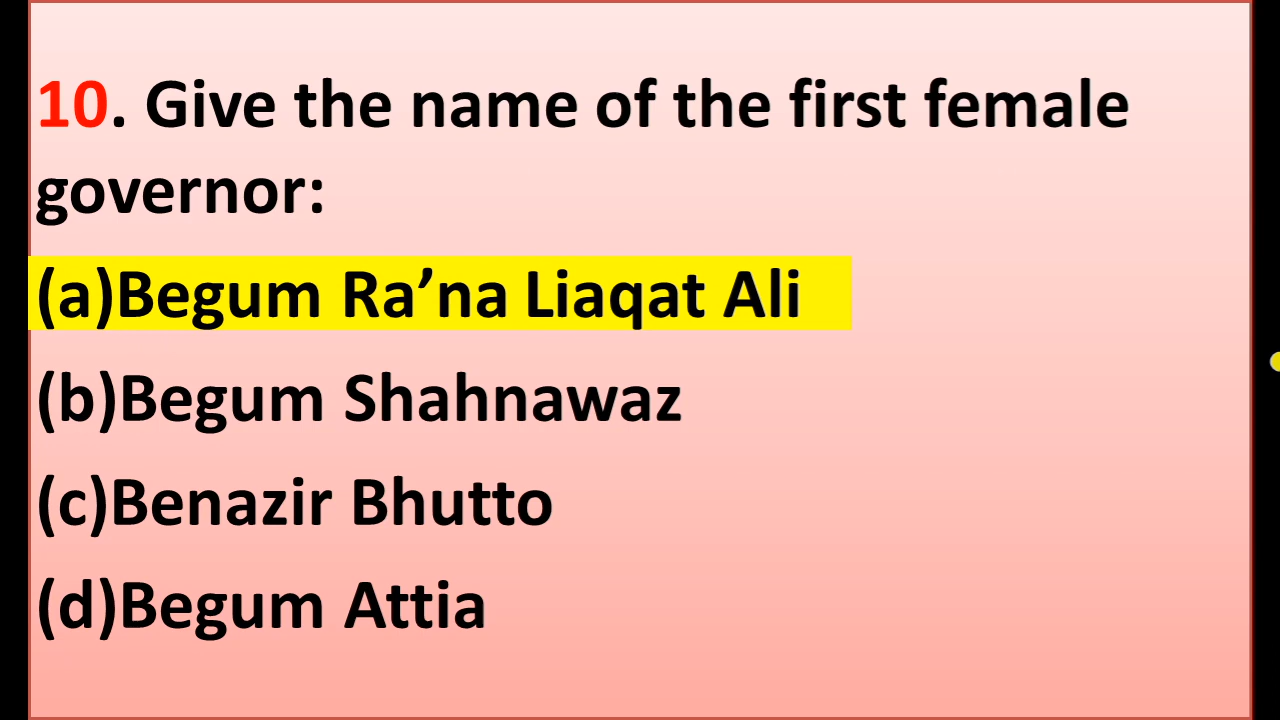 10. Give the name of the first female
governor:
(a)Begum Ra’na Liaqat Ali
(b)Begum Shahnawaz
(c)Benazir Bhutto
(d)Begum Attia